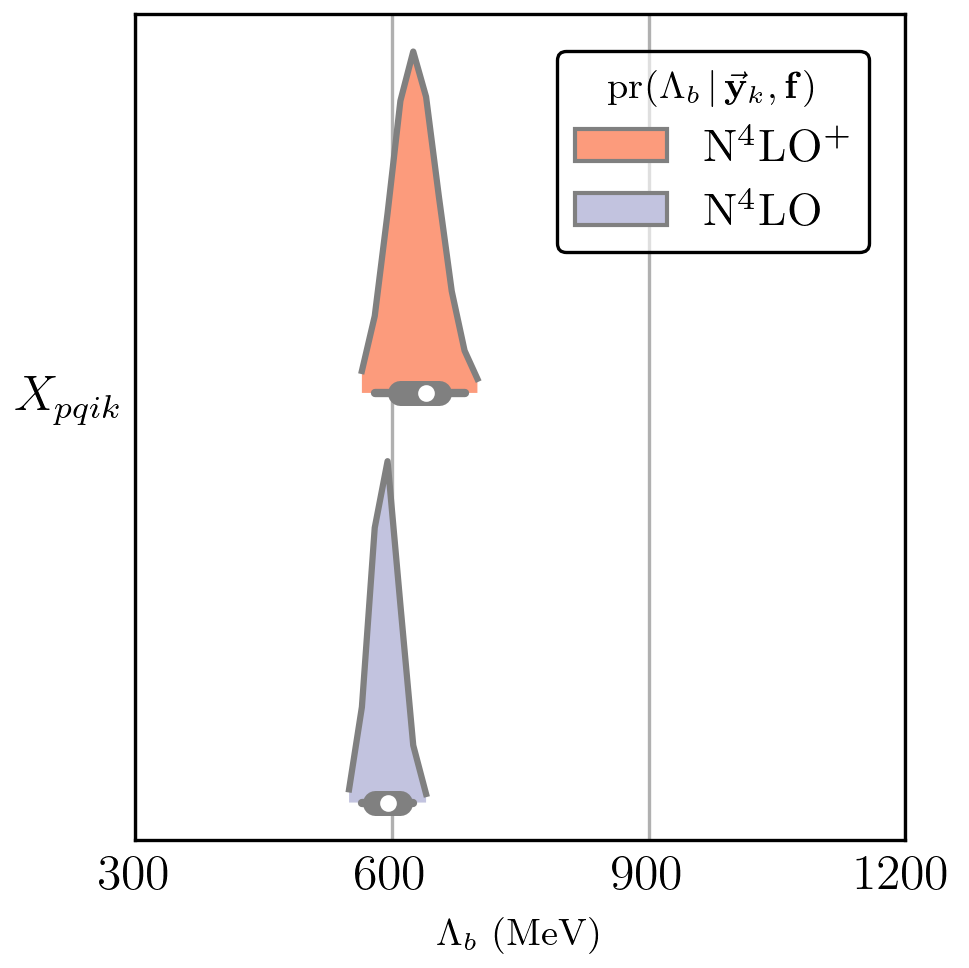 pr(Λ_b | y⃗_k, f)
N⁴LO⁺
N⁴LO
X_pqik
300 600 900 1200
Λ_b (MeV)